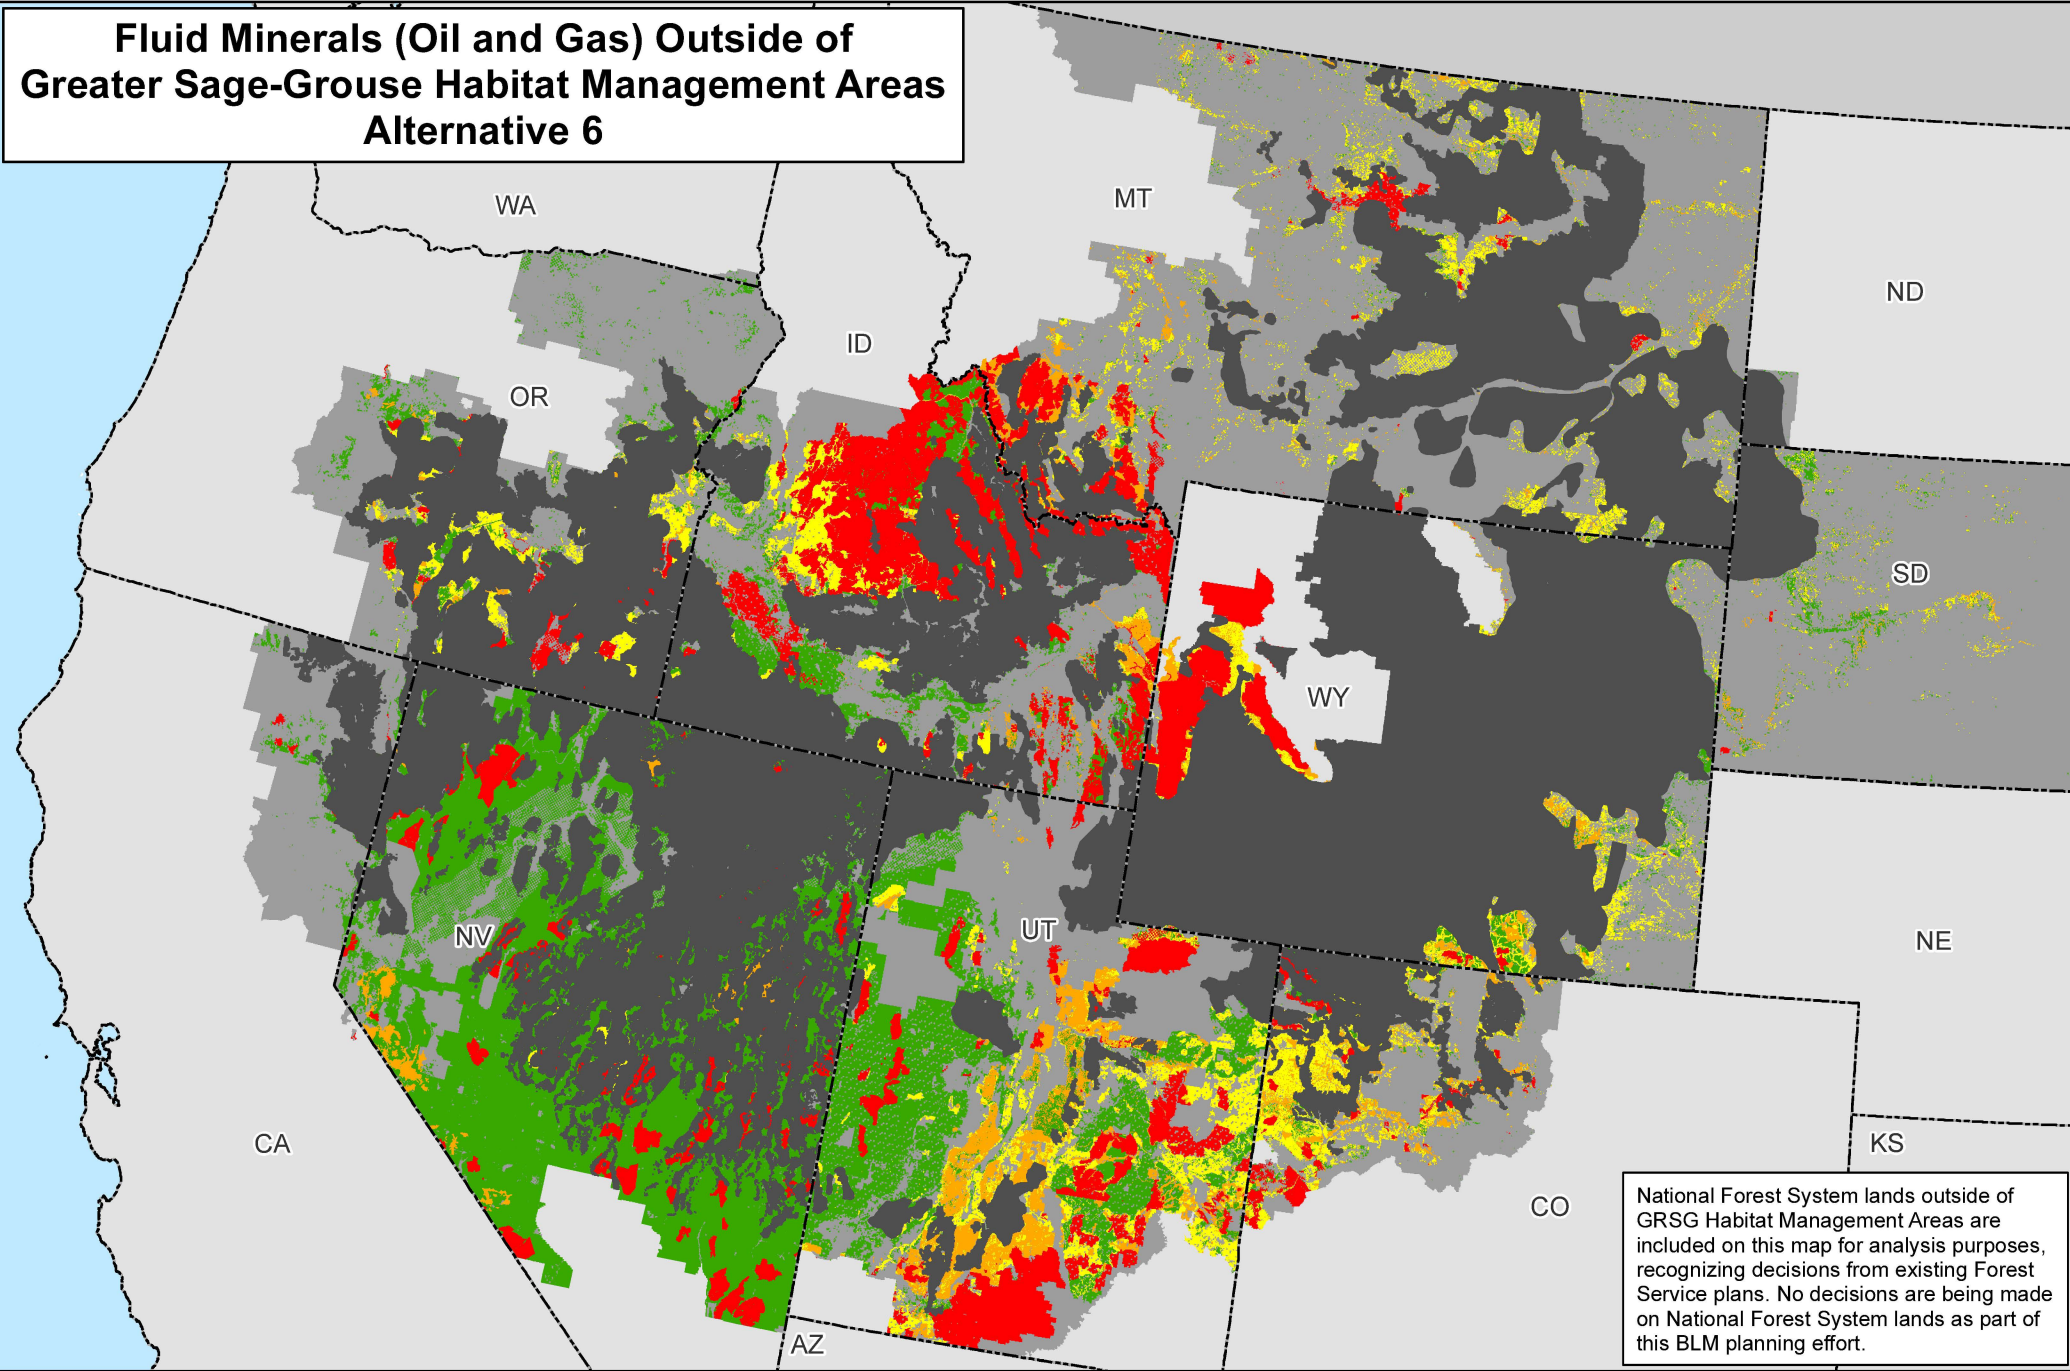 Fluid Minerals (Oil and Gas) Outside of
Greater Sage-Grouse Habitat Management Areas
Alternative 6
WA
MT
ND
ID
OR
SD
WY
UT
NV
NE
CA
KS
CO
AZ
National Forest System lands outside of
GRSG Habitat Management Areas are
included on this map for analysis purposes,
recognizing decisions from existing Forest
Service plans. No decisions are being made
on National Forest System lands as part of
this BLM planning effort.